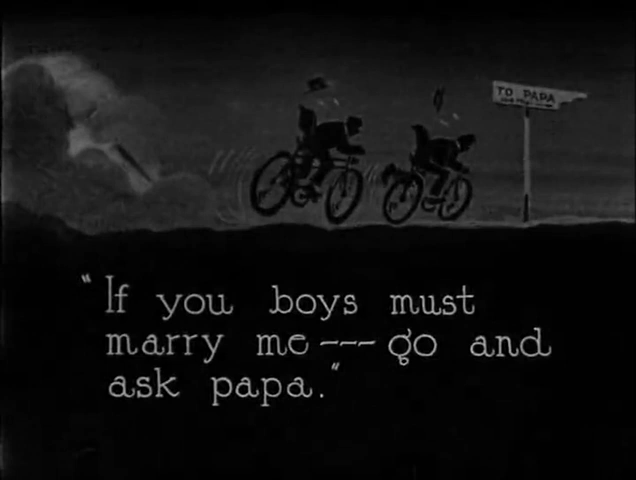 TO PAPA
"If you boys must
marry me --- go and
ask papa."